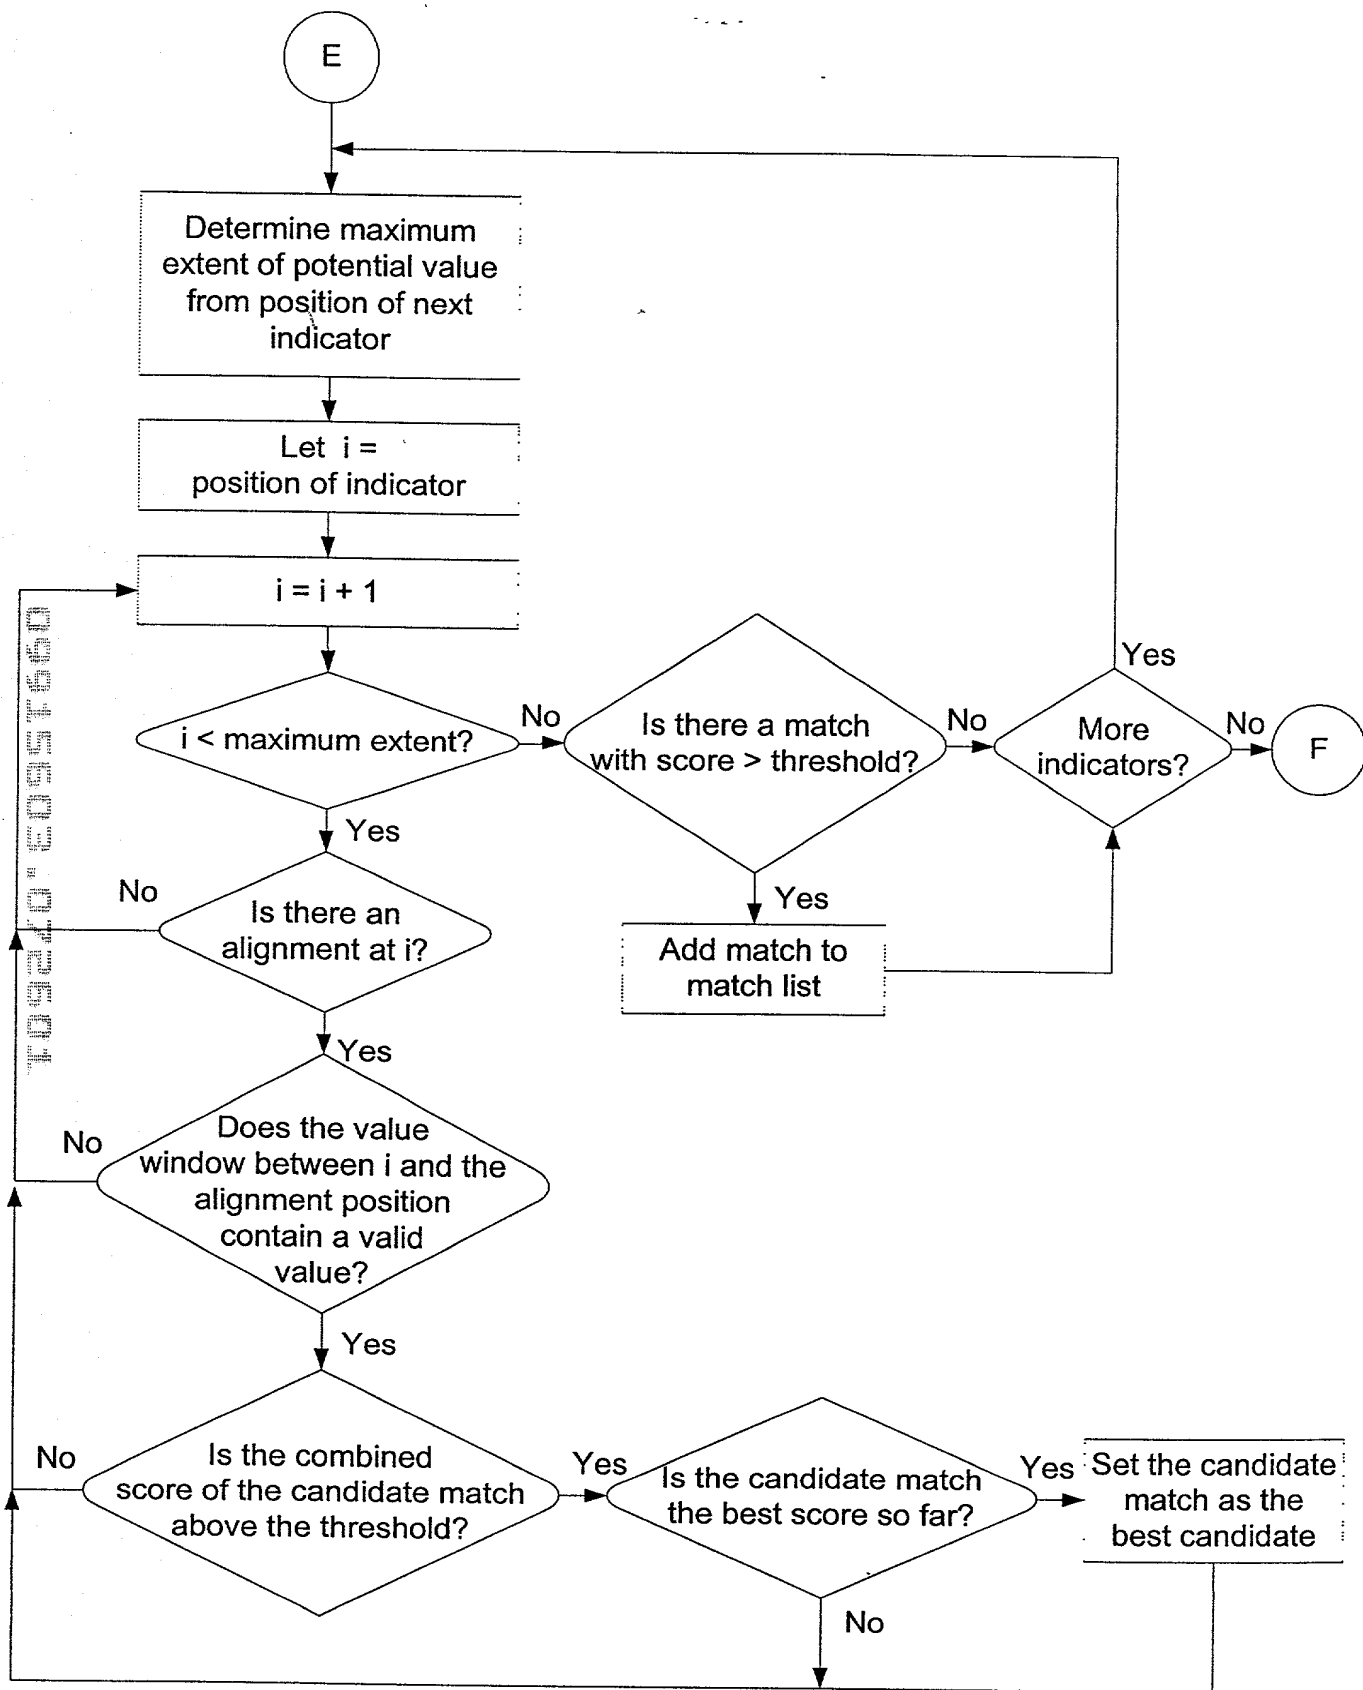 E
Determine maximum
extent of potential value
from position of next
indicator
Let i =
position of indicator
i = i + 1
i < maximum extent?
No
Is there a match
with score > threshold?
No
More
indicators?
Yes
No
F
Yes
Yes
Add match to
match list
No
Is there an
alignment at i?
Yes
No
Does the value
window between i and the
alignment position
contain a valid
value?
Yes
No
Is the combined
score of the candidate match
above the threshold?
Yes
Is the candidate match
the best score so far?
Yes
Set the candidate
match as the
best candidate
No
09915503.072601